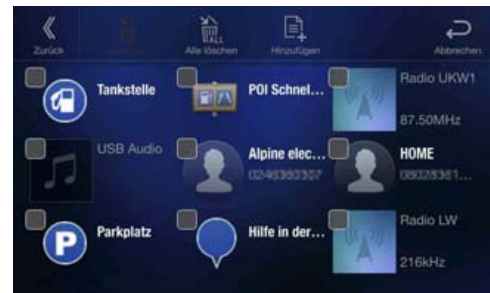 Zurück
ALL
Alle löschen
Hinzufügen
Abbrechen
Tankstelle
POI Schnel...
Radio UKW1
87.50MHz
USB Audio
Alpine elec...
HOME
P
Parkplatz
Hilfe in der...
Radio LW
216kHz